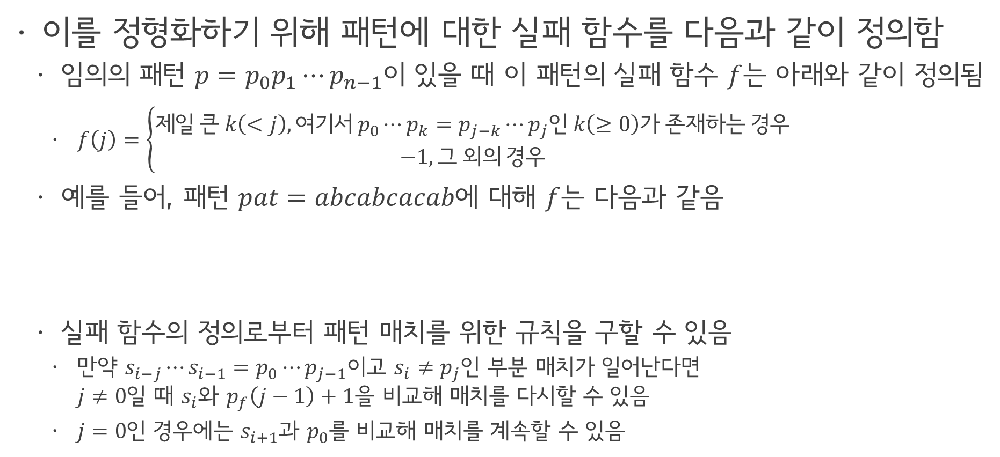 · 이를 정형화하기 위해 패턴에 대한 실패 함수를 다음과 같이 정의함
· 임의의 패턴 $p = p_0p_1 \cdots p_{n-1}$이 있을 때 이 패턴의 실패 함수 $f$는 아래와 같이 정의됨
· $f(j) = \begin{cases} \text{제일 큰 } k(< j), \text{여기서 } p_0 \cdots p_k = p_{j-k} \cdots p_j \text{인 } k(\geq 0)\text{가 존재하는 경우} \\ -1, \text{그 외의 경우} \end{cases}$
· 예를 들어, 패턴 $pat = abcabcacab$에 대해 $f$는 다음과 같음
· 실패 함수의 정의로부터 패턴 매치를 위한 규칙을 구할 수 있음
· 만약 $s_{i-j} \cdots s_{i-1} = p_0 \cdots p_{j-1}$이고 $s_i \neq p_j$인 부분 매치가 일어난다면
$j \neq 0$일 때 $s_i$와 $p_f(j-1)+1$을 비교해 매치를 다시할 수 있음
· $j = 0$인 경우에는 $s_{i+1}$과 $p_0$를 비교해 매치를 계속할 수 있음